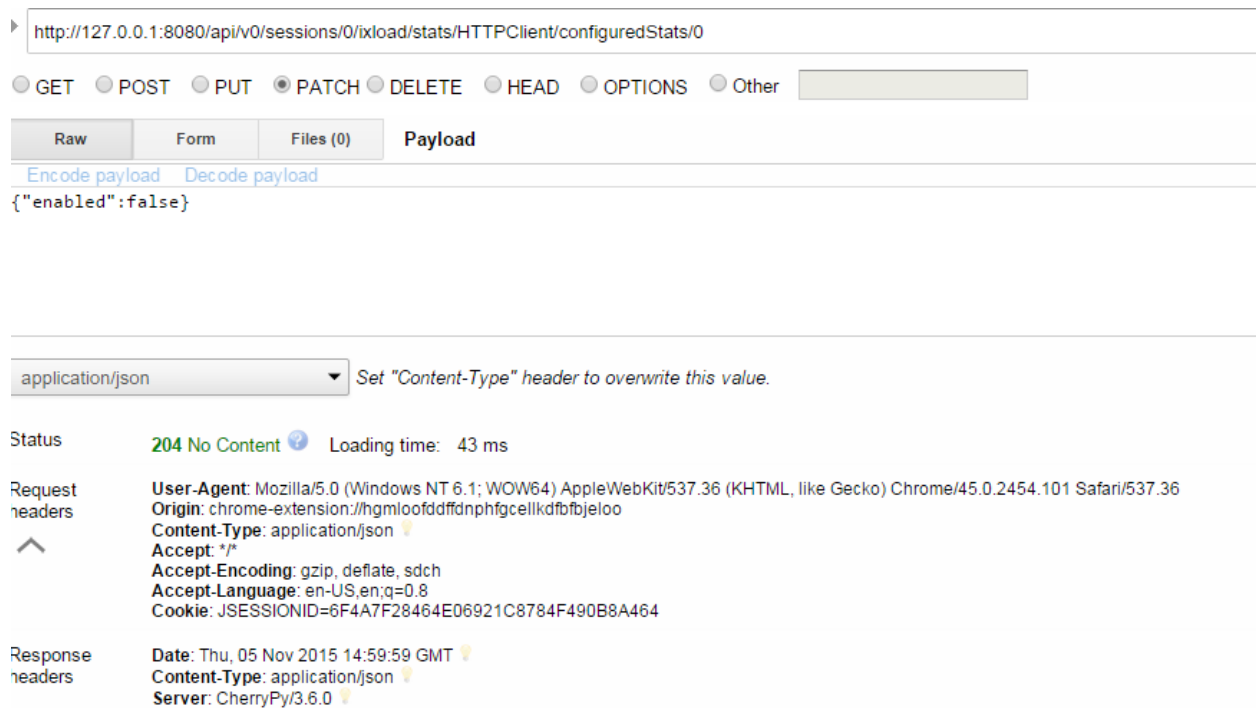 http://127.0.0.1:8080/api/v0/sessions/0/ixload/stats/HTTPClient/configuredStats/0
GET POST PUT PATCH DELETE HEAD OPTIONS Other
Raw Form Files (0) Payload
Encode payload Decode payload
{"enabled":false}
application/json Set "Content-Type" header to overwrite this value.
Status 204 No Content Loading time: 43 ms
Request headers User-Agent: Mozilla/5.0 (Windows NT 6.1; WOW64) AppleWebKit/537.36 (KHTML, like Gecko) Chrome/45.0.2454.101 Safari/537.36
Origin: chrome-extension://hgmloofddffdnphfgcellkdfbfbjeloo
Content-Type: application/json
Accept: */*
Accept-Encoding: gzip, deflate, sdch
Accept-Language: en-US,en;q=0.8
Cookie: JSESSIONID=6F4A7F28464E06921C8784F490B8A464
Response headers Date: Thu, 05 Nov 2015 14:59:59 GMT
Content-Type: application/json
Server: CherryPy/3.6.0